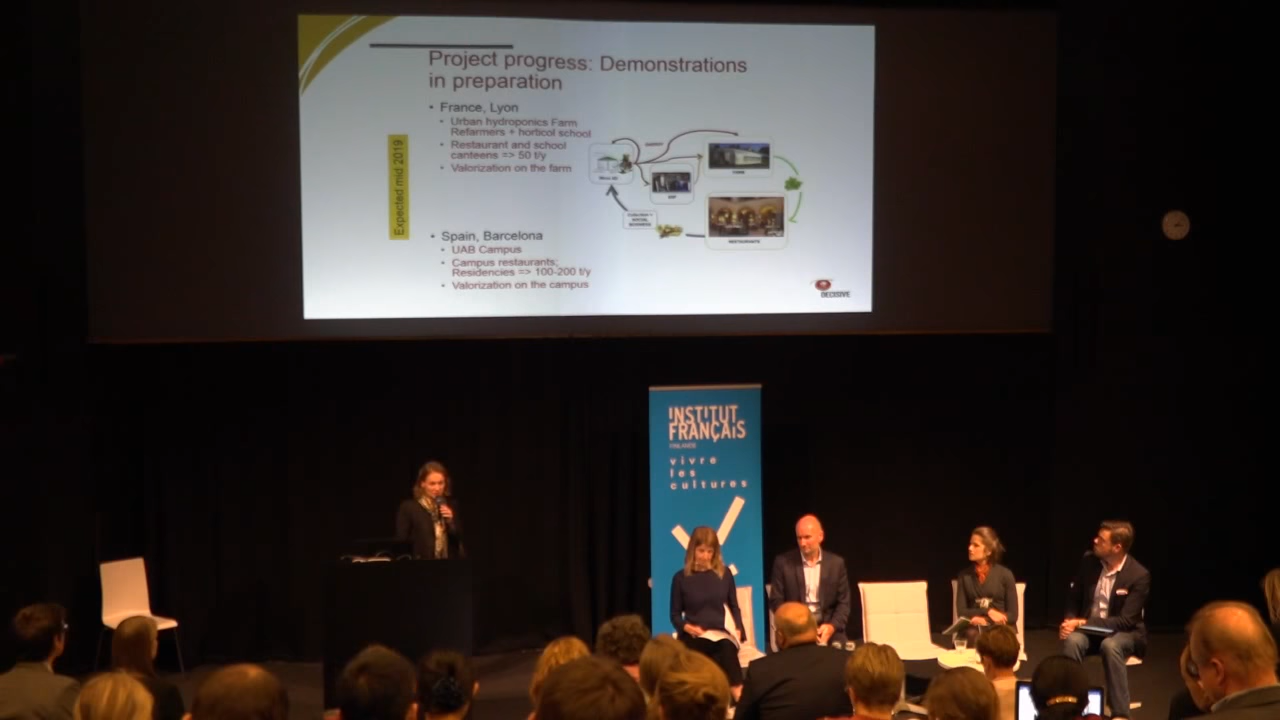 Project progress: Demonstrations
in preparation
• France, Lyon
• Urban hydroponics Farm
Refarmers + horticol school
• Restaurant and school
canteens => 50 t/y
• Valorization on the farm
Expected mid 2019
• Spain, Barcelona
• UAB Campus
• Campus restaurants;
Residencies => 100-200 t/y
• Valorization on the campus
RESTAURANTS
DECISIVE
INSTITUT
FRANÇAIS
FINLANDE
vivre
les
cultures